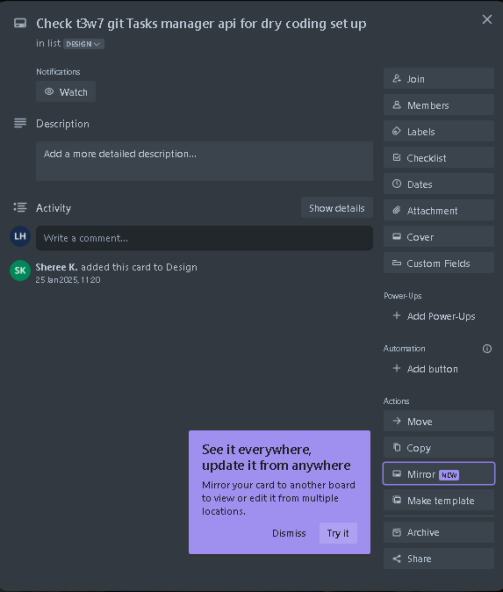 Check t3w7 git Tasks manager api for dry coding set up
in list DESIGN
Notifications
Watch
Description
Add a more detailed description...
Activity
Show details
LH
Write a comment...
SK
Sheree K. added this card to Design
25 Jan 2025, 11:20
Join
Members
Labels
Checklist
Dates
Attachment
Cover
Custom Fields
Power-Ups
+ Add Power-Ups
Automation
+ Add button
Actions
Move
Copy
Mirror NEW
Make template
Archive
Share
See it everywhere,
update it from anywhere
Mirror your card to another board
to view or edit it from multiple
locations.
Dismiss
Try it